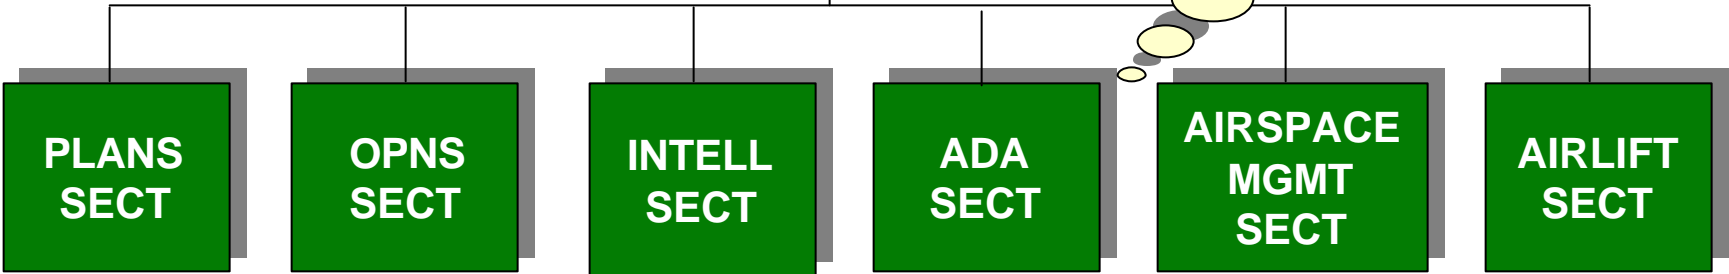 PLANS
SECT
OPNS
SECT
INTELL
SECT
ADA
SECT
AIRSPACE
MGMT
SECT
AIRLIFT
SECT